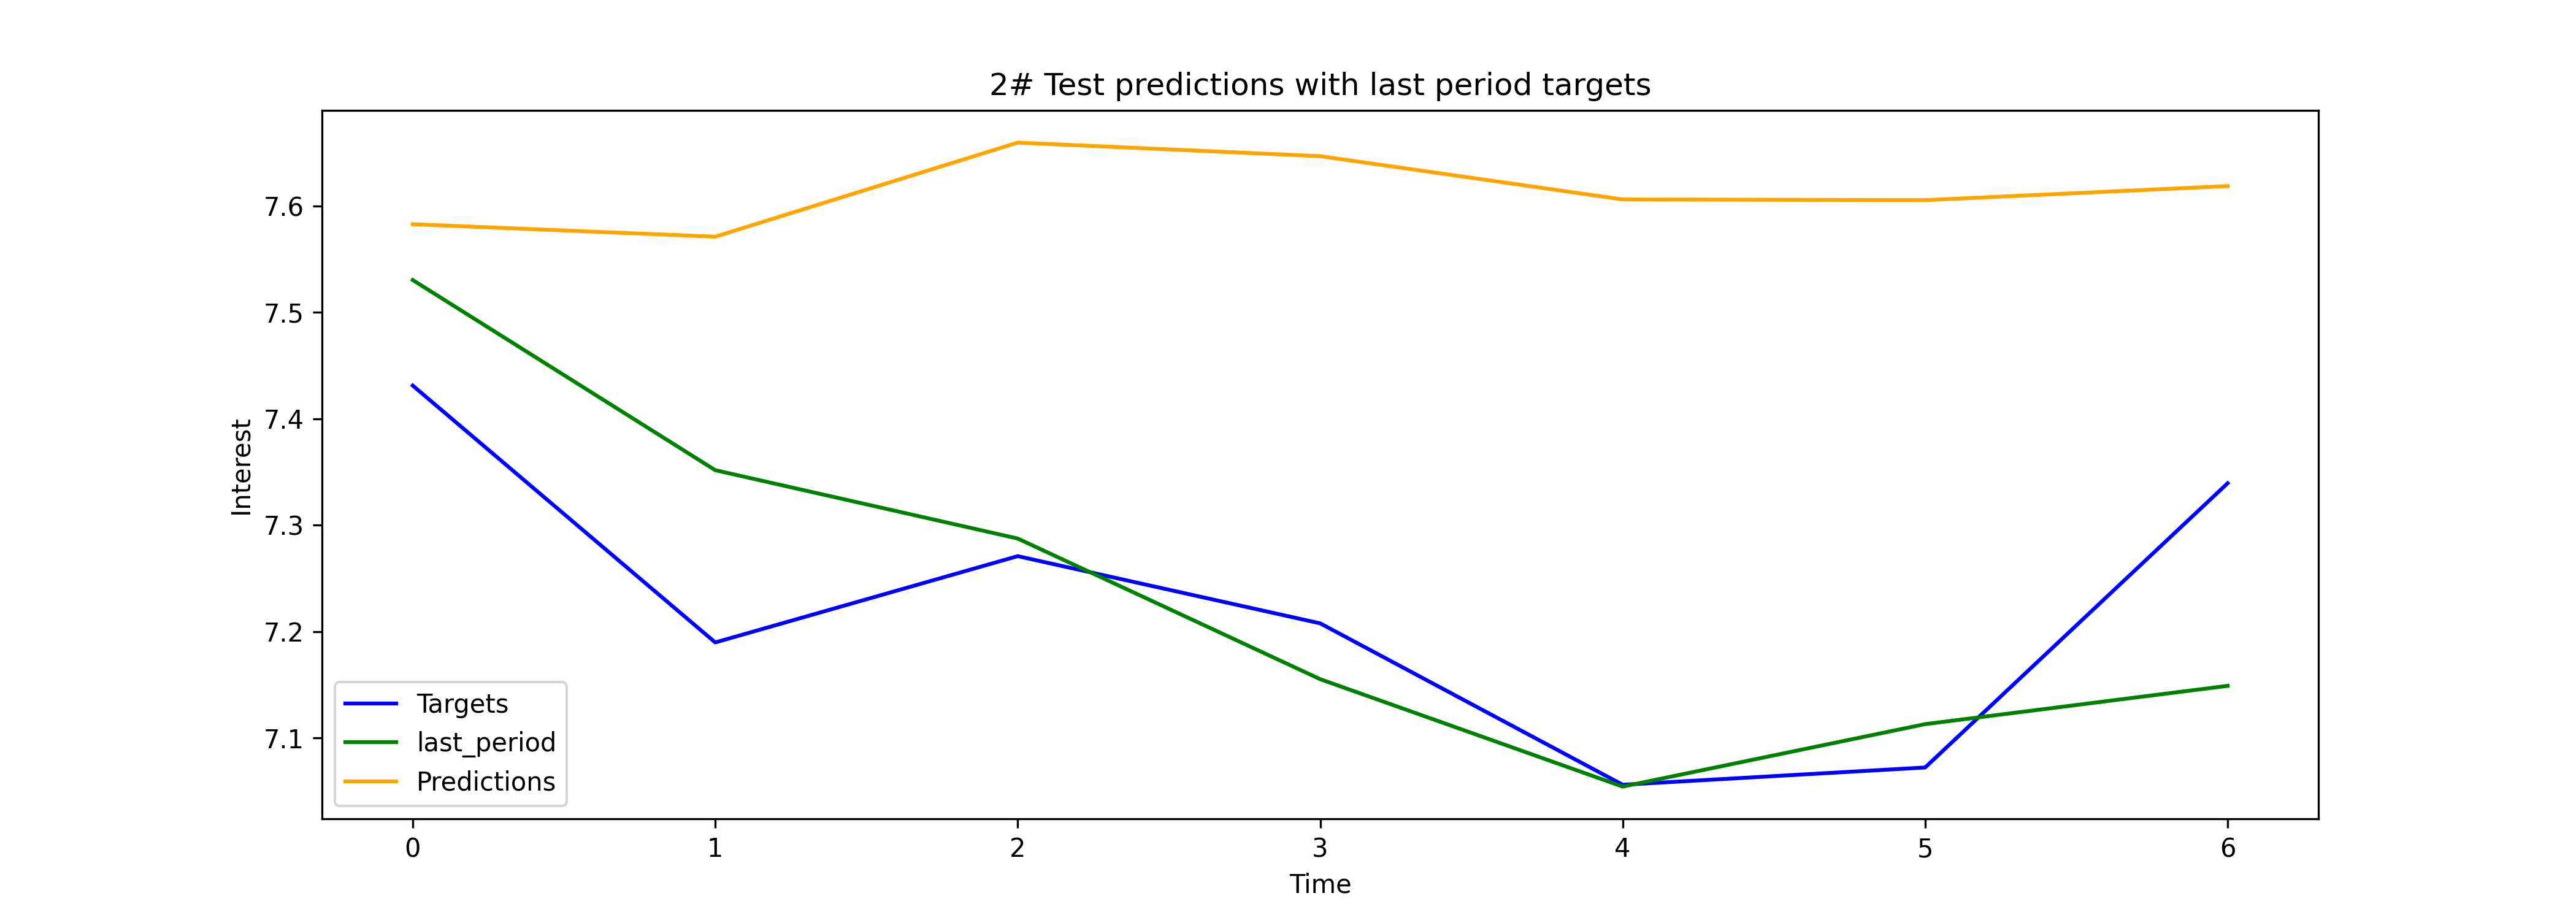 2# Test predictions with last period targets
Interest
7.6
7.5
7.4
7.3
7.2
7.1
Targets
last_period
Predictions
0 1 2 3 4 5 6
Time